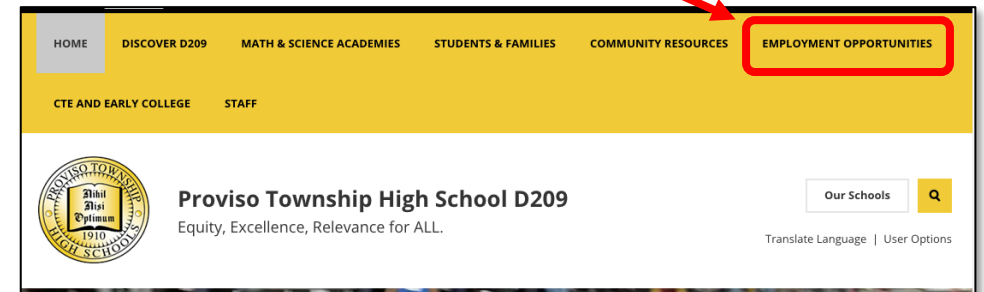 HOME DISCOVER D209 MATH & SCIENCE ACADEMIES STUDENTS & FAMILIES COMMUNITY RESOURCES EMPLOYMENT OPPORTUNITIES
CTE AND EARLY COLLEGE STAFF
PROVISO TOWNSHIP
Nihil
Nisi
Optimum
1910
HIGH SCHOOLS
Proviso Township High School D209
Equity, Excellence, Relevance for ALL.
Our Schools
Translate Language | User Options